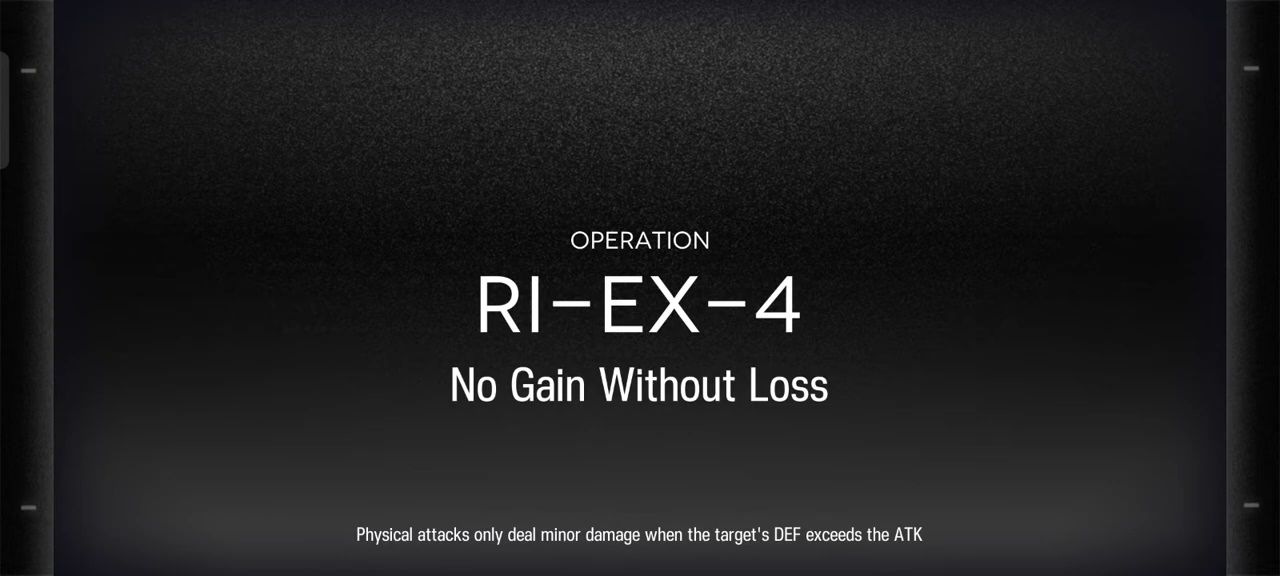 OPERATION
RI-EX-4
No Gain Without Loss
Physical attacks only deal minor damage when the target's DEF exceeds the ATK